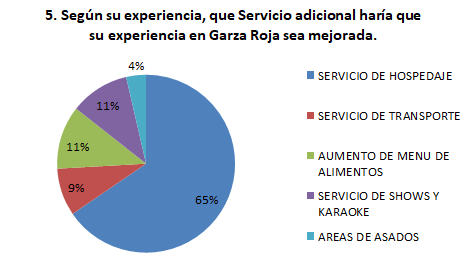 5. Según su experiencia, que Servicio adicional haría que
su experiencia en Garza Roja sea mejorada.
4%
11%
11%
9%
65%
SERVICIO DE HOSPEDAJE
SERVICIO DE TRANSPORTE
AUMENTO DE MENU DE
ALIMENTOS
SERVICIO DE SHOWS Y
KARAOKE
AREAS DE ASADOS